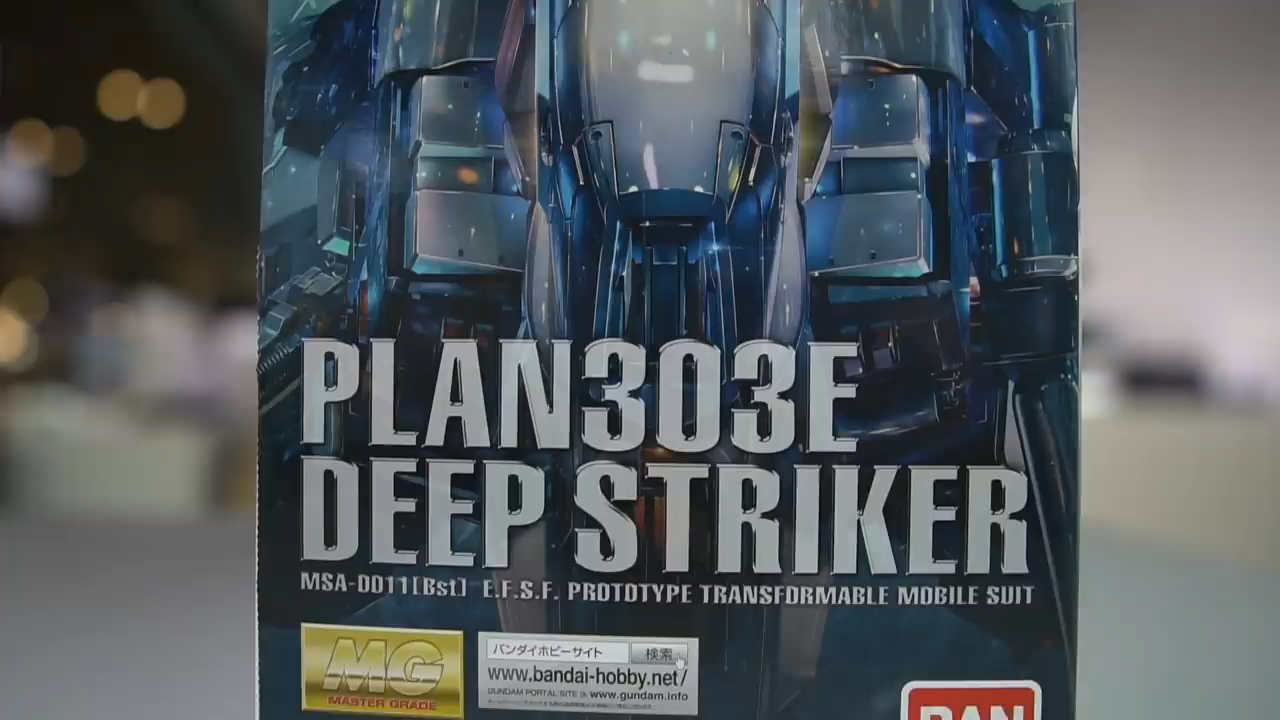 PLAN303E
DEEP STRIKER
MSA-0011[Bst] E.F.S.F. PROTOTYPE TRANSFORMABLE MOBILE SUIT
MG
MASTER GRADE
バンダイホビーサイト 検索
www.bandai-hobby.net/
GUNDAM PORTAL SITE www.gundam.info
BAN